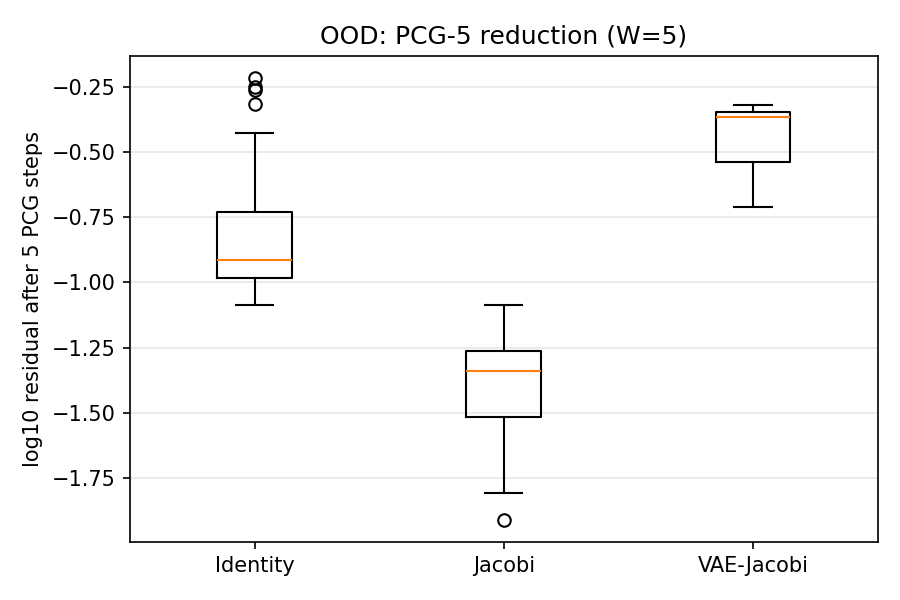 OOD: PCG-5 reduction (W=5)
log10 residual after 5 PCG steps
−0.25
−0.50
−0.75
−1.00
−1.25
−1.50
−1.75
Identity
Jacobi
VAE-Jacobi